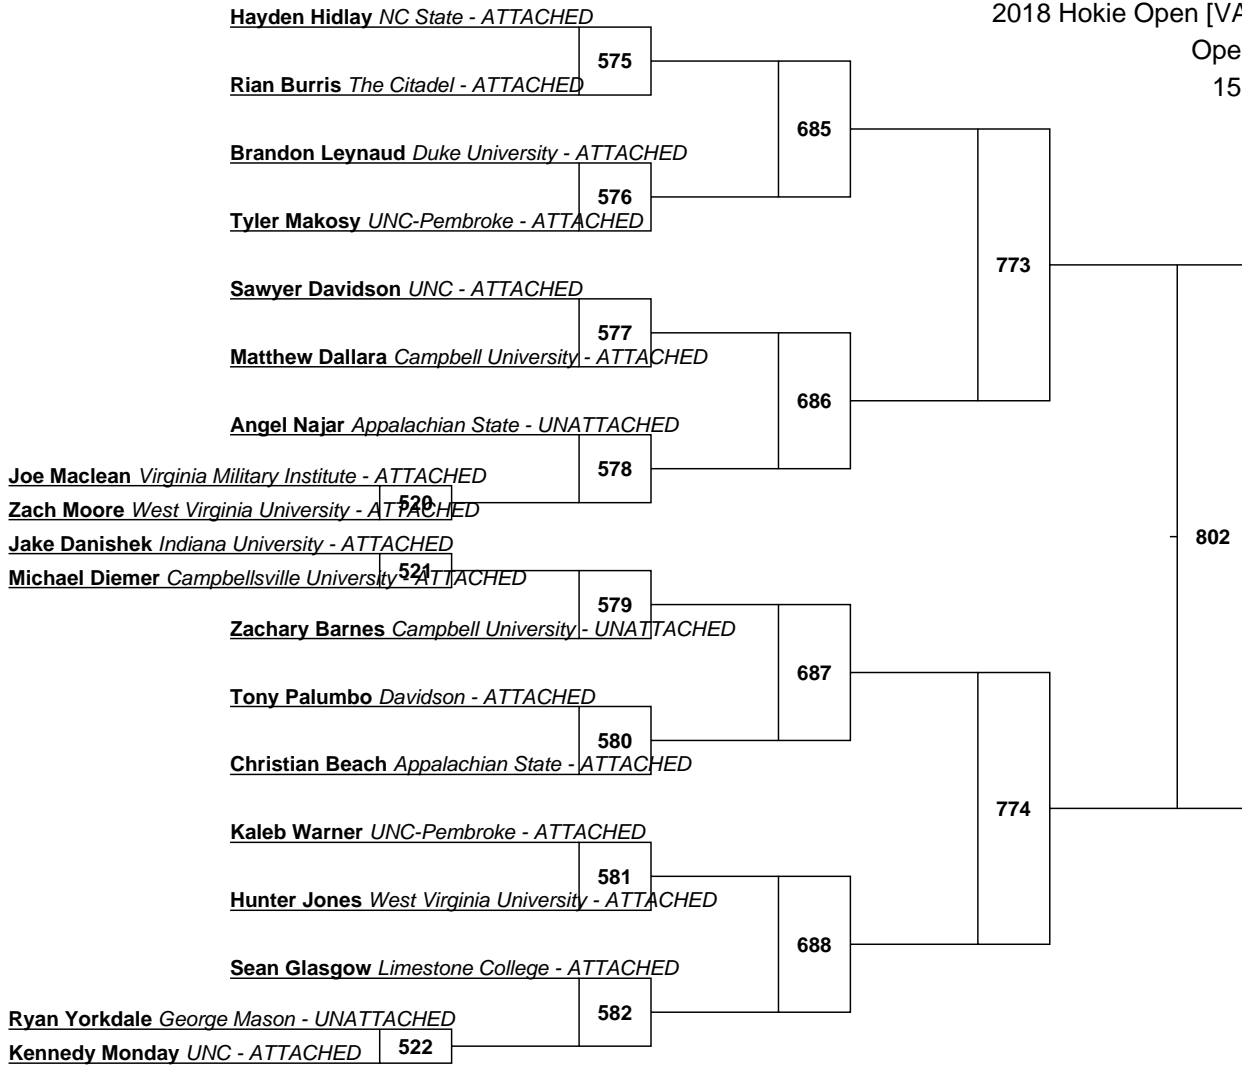 2018 Hokie Open [VA
Ope
15
Hayden Hidlay NC State - ATTACHED
575
Rian Burris The Citadel - ATTACHED
685
Brandon Leynaud Duke University - ATTACHED
576
Tyler Makosy UNC-Pembroke - ATTACHED
773
Sawyer Davidson UNC - ATTACHED
577
Matthew Dallara Campbell University - ATTACHED
686
Angel Najar Appalachian State - UNATTACHED
578
Joe Maclean Virginia Military Institute - ATTACHED
520
Zach Moore West Virginia University - ATTACHED
802
Jake Danishek Indiana University - ATTACHED
521
Michael Diemer Campbellsville University - ATTACHED
579
Zachary Barnes Campbell University - UNATTACHED
687
Tony Palumbo Davidson - ATTACHED
580
Christian Beach Appalachian State - ATTACHED
774
Kaleb Warner UNC-Pembroke - ATTACHED
581
Hunter Jones West Virginia University - ATTACHED
688
Sean Glasgow Limestone College - ATTACHED
582
Ryan Yorkdale George Mason - UNATTACHED
522
Kennedy Monday UNC - ATTACHED